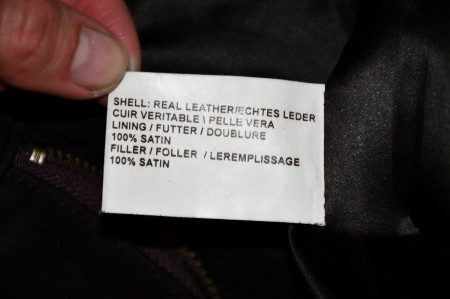 SHELL: REAL LEATHER/ECHTES LEDER
CUIR VERITABLE \ PELLE VERA
LINING / FUTTER / DOUBLURE
100% SATIN
FILLER / FOLLER / LEREMPLISSAGE
100% SATIN